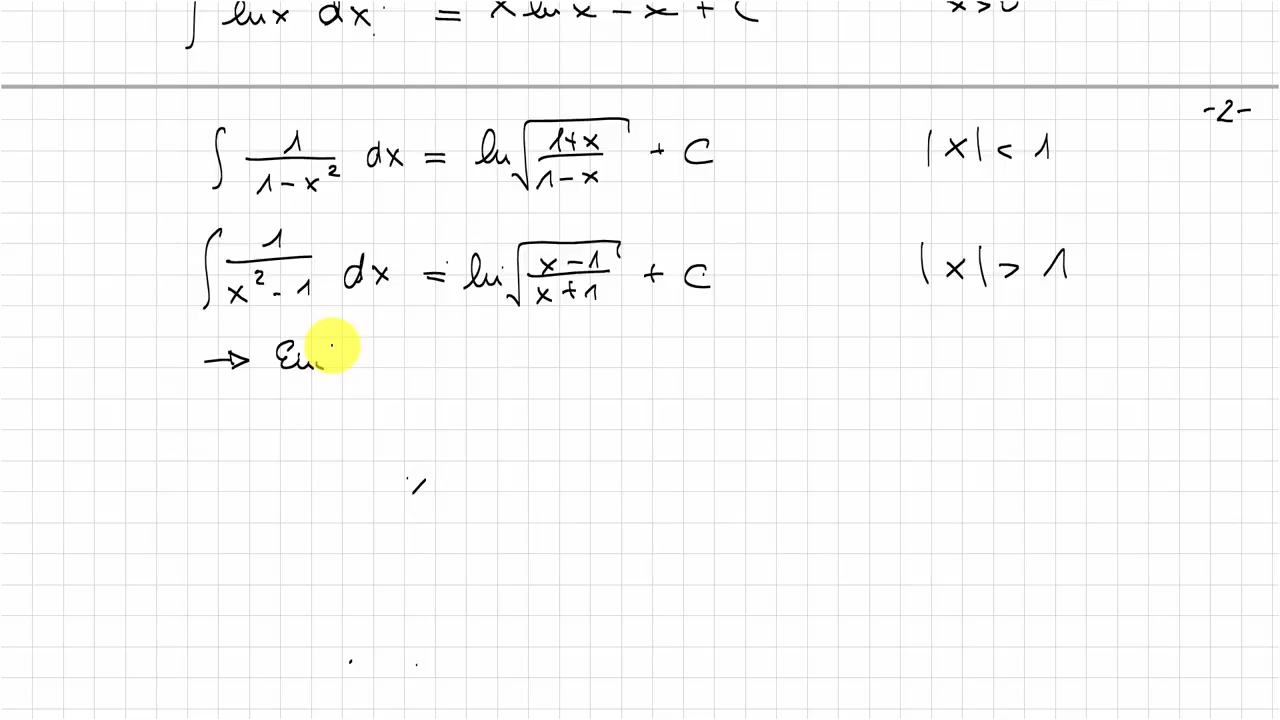 ∫ ln x dx = x ln x − x + C x > 0
-2-
∫ 1/(1−x²) dx = ln √((1+x)/(1−x)) + C |x| < 1
∫ 1/(x²−1) dx = ln √((x−1)/(x+1)) + C |x| > 1
→